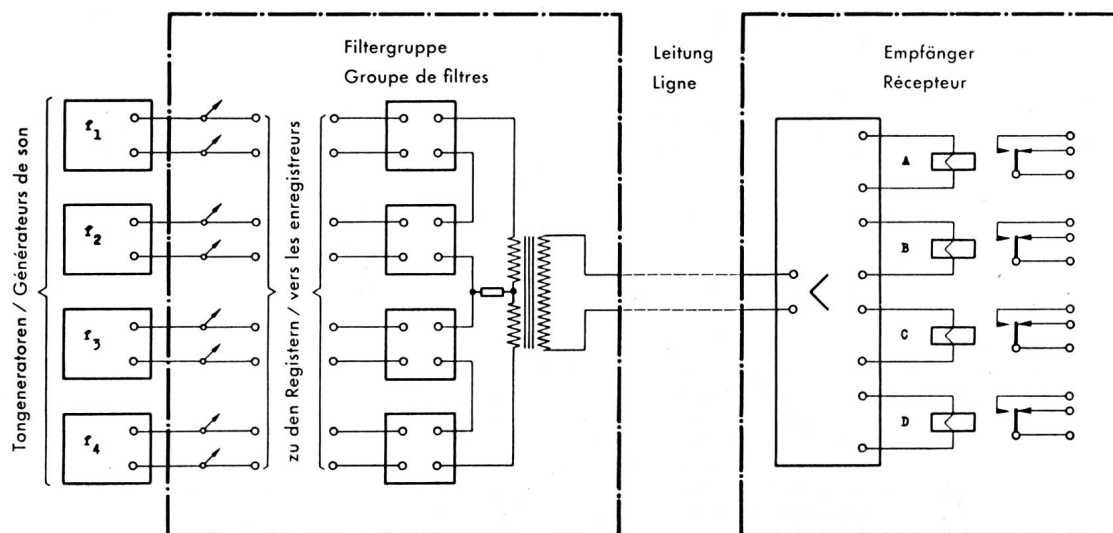 Filtergruppe
Groupe de filtres
Leitung
Ligne
Empfänger
Récepteur
Tongeneratoren / Générateurs de son
f1
f2
f3
f4
zu den Registern / vers les enregistreurs
A
B
C
D